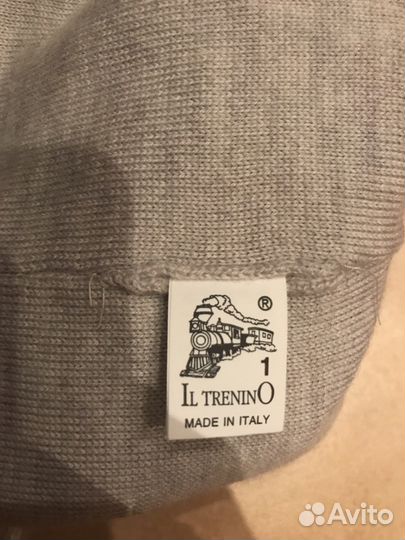 ®
1
IL TRENINO
MADE IN ITALY
Avito